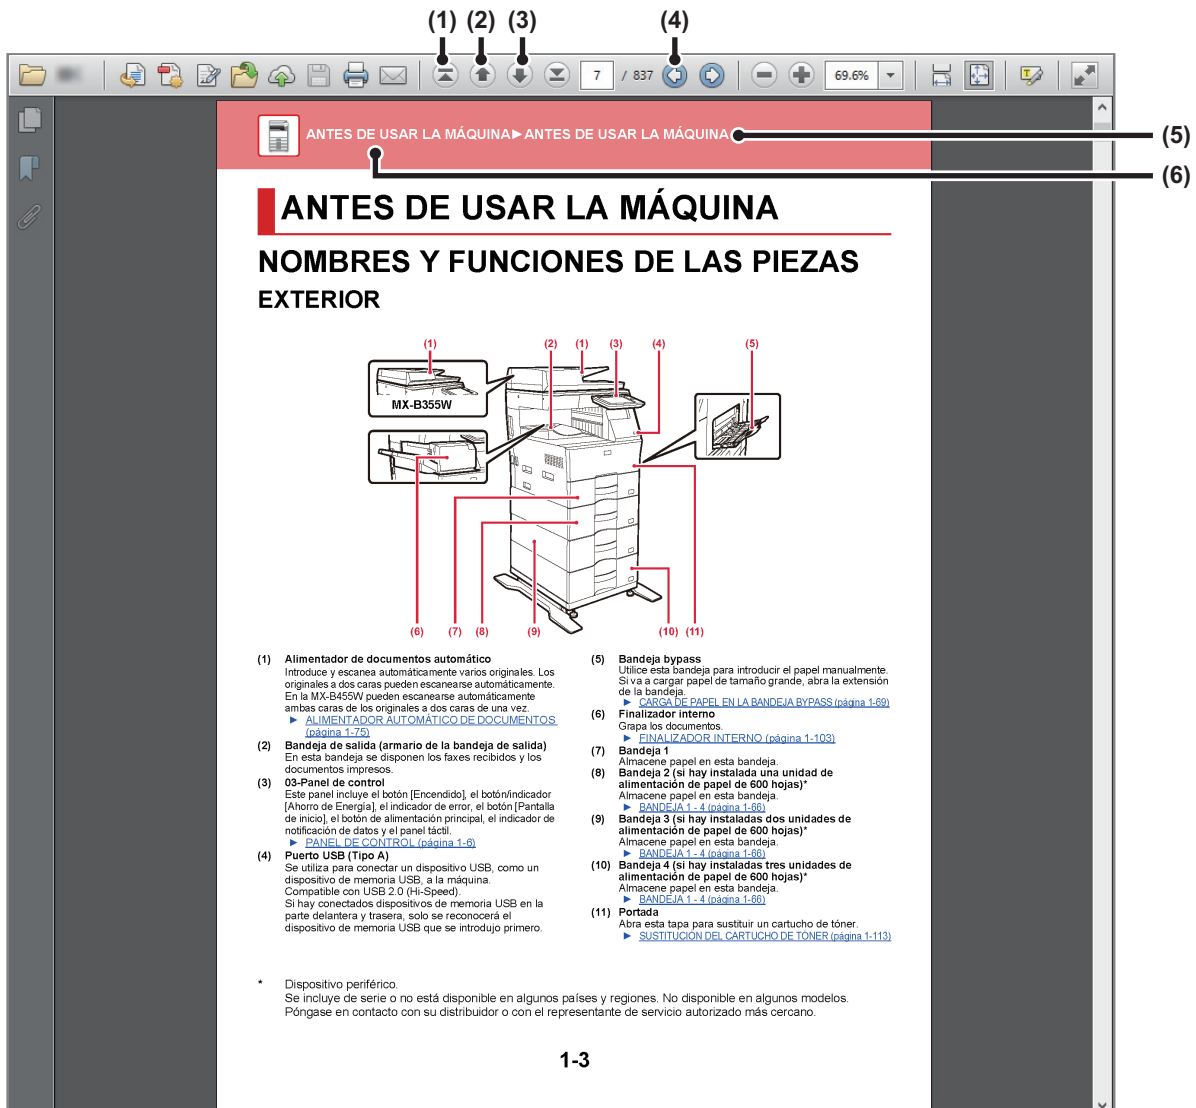 (1) (2) (3) (4)
7 / 837 69.6%
ANTES DE USAR LA MÁQUINA►ANTES DE USAR LA MÁQUINA
(5)
(6)
ANTES DE USAR LA MÁQUINA
NOMBRES Y FUNCIONES DE LAS PIEZAS
EXTERIOR
(1) (2) (1) (3) (4) (5)
MX-B355W
(6) (7) (8) (9) (10) (11)
(1) Alimentador de documentos automático
Introduce y escanea automáticamente varios originales. Los
originales a dos caras pueden escanearse automáticamente.
En la MX-B455W pueden escanearse automáticamente
ambas caras de los originales a dos caras de una vez.
► ALIMENTADOR AUTOMÁTICO DE DOCUMENTOS
(página 1-75)
(2) Bandeja de salida (armario de la bandeja de salida)
En esta bandeja se disponen los faxes recibidos y los
documentos impresos.
(3) 03-Panel de control
Este panel incluye el botón [Encendido], el botón/indicador
[Ahorro de Energía], el indicador de error, el botón [Pantalla
de inicio], el botón de alimentación principal, el indicador de
notificación de datos y el panel táctil.
► PANEL DE CONTROL (página 1-6)
(4) Puerto USB (Tipo A)
Se utiliza para conectar un dispositivo USB, como un
dispositivo de memoria USB, a la máquina.
Compatible con USB 2.0 (Hi-Speed).
Si hay conectados dispositivos de memoria USB en la
parte delantera y trasera, solo se reconocerá el
dispositivo de memoria USB que se introdujo primero.
(5) Bandeja bypass
Utilice esta bandeja para introducir el papel manualmente.
Si va a cargar papel de tamaño grande, abra la extensión
de la bandeja.
► CARGA DE PAPEL EN LA BANDEJA BYPASS (página 1-69)
(6) Finalizador interno
Grapa los documentos.
► FINALIZADOR INTERNO (página 1-103)
(7) Bandeja 1
Almacene papel en esta bandeja.
(8) Bandeja 2 (si hay instalada una unidad de
alimentación de papel de 600 hojas)*
Almacene papel en esta bandeja.
► BANDEJA 1 - 4 (página 1-66)
(9) Bandeja 3 (si hay instaladas dos unidades de
alimentación de papel de 600 hojas)*
Almacene papel en esta bandeja.
► BANDEJA 1 - 4 (página 1-66)
(10) Bandeja 4 (si hay instaladas tres unidades de
alimentación de papel de 600 hojas)*
Almacene papel en esta bandeja.
► BANDEJA 1 - 4 (página 1-66)
(11) Portada
Abra esta tapa para sustituir un cartucho de tóner.
► SUSTITUCIÓN DEL CARTUCHO DE TÓNER (página 1-113)
* Dispositivo periférico.
Se incluye de serie o no está disponible en algunos países y regiones. No disponible en algunos modelos.
Póngase en contacto con su distribuidor o con el representante de servicio autorizado más cercano.
1-3